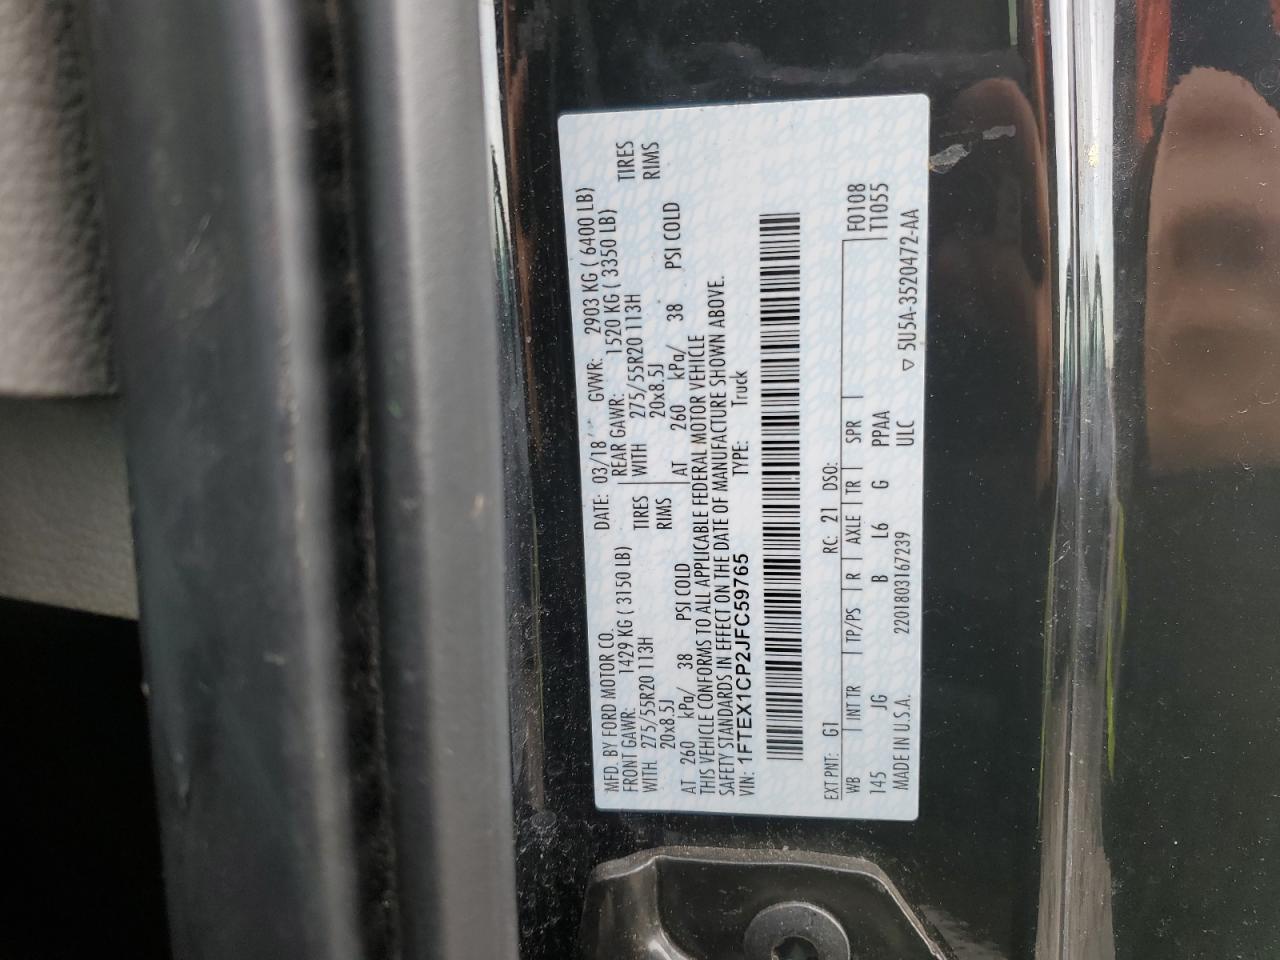 MFD. BY FORD MOTOR CO. DATE: 03/18 GVWR: 2903 KG ( 6400 LB)
FRONT GAWR: 1429 KG ( 3150 LB) REAR GAWR: 1520 KG ( 3350 LB)
WITH 275/55R20 113H TIRES WITH 275/55R20 113H TIRES
20x8.5J RIMS 20x8.5J RIMS
AT 260 kPa/ 38 PSI COLD AT 260 kPa/ 38 PSI COLD
THIS VEHICLE CONFORMS TO ALL APPLICABLE FEDERAL MOTOR VEHICLE
SAFETY STANDARDS IN EFFECT ON THE DATE OF MANUFACTURE SHOWN ABOVE.
VIN: 1FTEX1CP2JFC59765 TYPE: Truck
EXT PNT: G1 RC: 21 DSO: F0108
WB INT TR TP/PS R AXLE TR SPR T1055
145 JG B L6 G PPAA
MADE IN U.S.A. 2201803167239 ULC ▽ 5U5A-3520472-AA